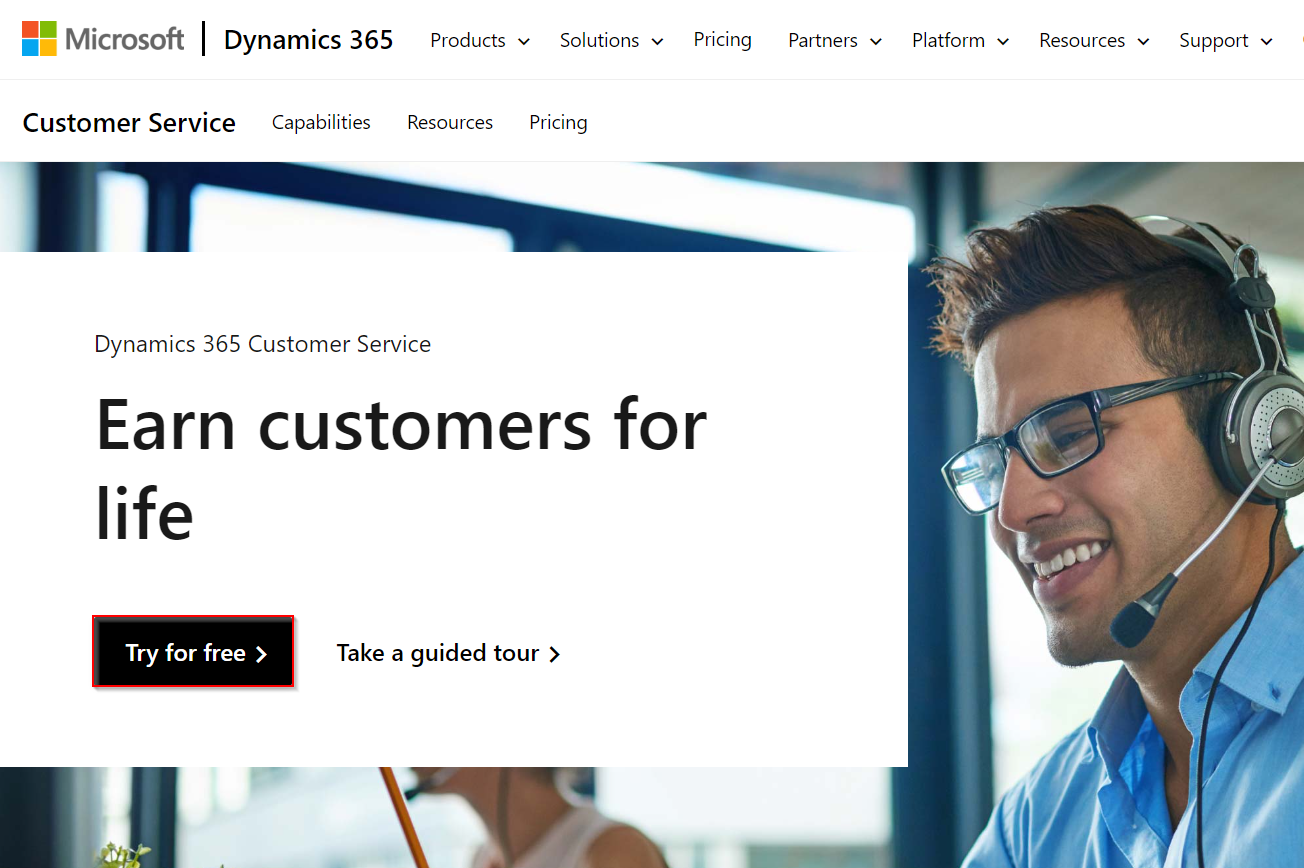 Microsoft | Dynamics 365 Products Solutions Pricing Partners Platform Resources Support
Customer Service Capabilities Resources Pricing
Dynamics 365 Customer Service
Earn customers for
life
Try for free Take a guided tour